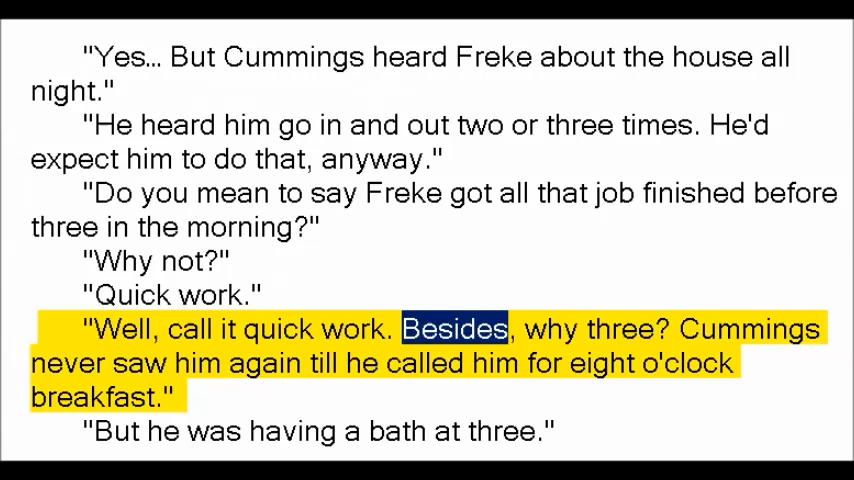 "Yes... But Cummings heard Freke about the house all
night."
"He heard him go in and out two or three times. He'd
expect him to do that, anyway."
"Do you mean to say Freke got all that job finished before
three in the morning?"
"Why not?"
"Quick work."
"Well, call it quick work. Besides, why three? Cummings
never saw him again till he called him for eight o'clock
breakfast."
"But he was having a bath at three."